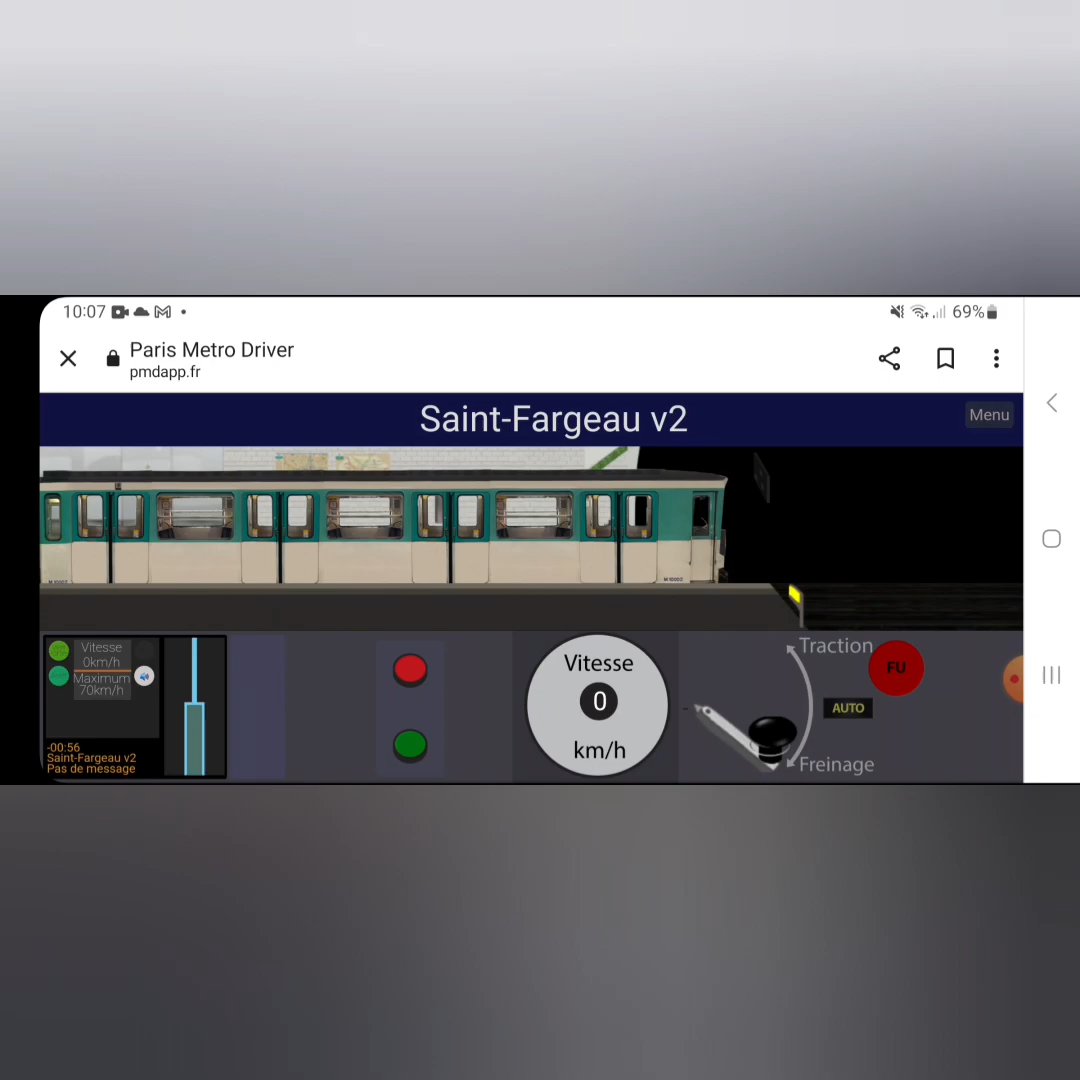 10:07
69%
Paris Metro Driver
pmdapp.fr
Saint-Fargeau v2
Menu
Vitesse
0km/h
Maximum
70km/h
-00:56
Saint-Fargeau v2
Pas de message
Vitesse
0
km/h
Traction
FU
AUTO
Freinage